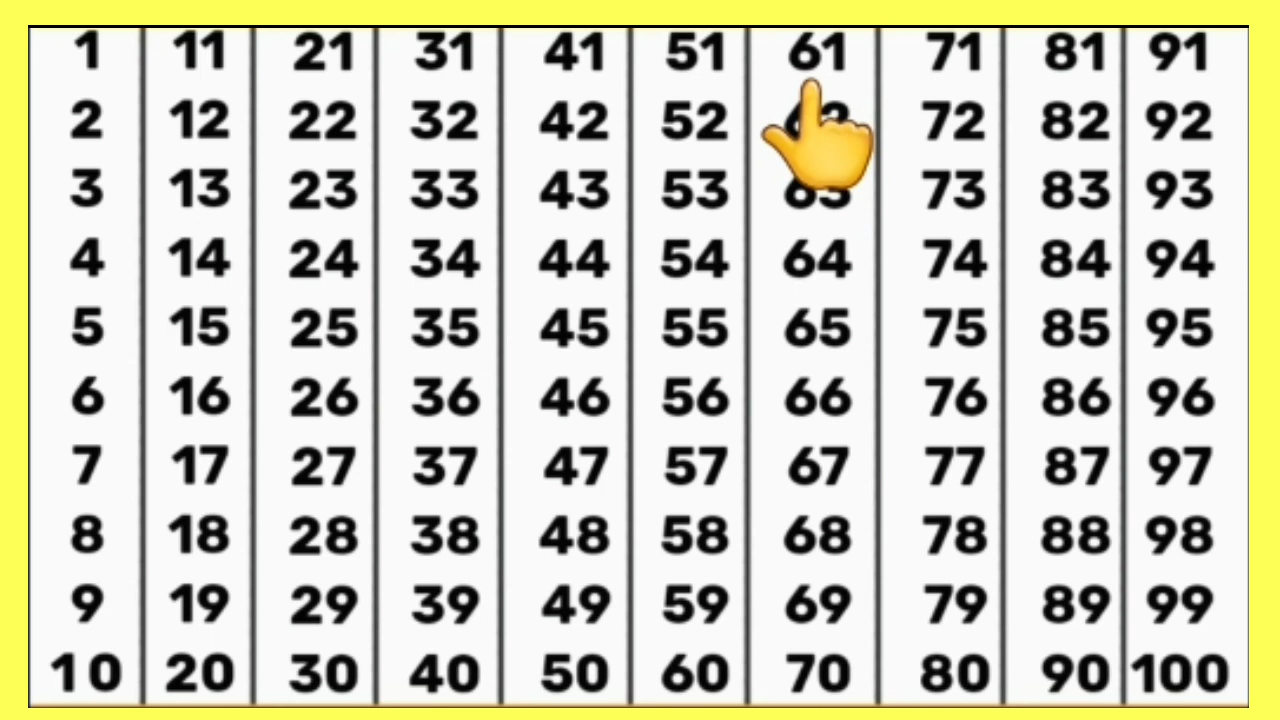 1 11 21 31 41 51 61 71 81 91
2 12 22 32 42 52 62 72 82 92
3 13 23 33 43 53 63 73 83 93
4 14 24 34 44 54 64 74 84 94
5 15 25 35 45 55 65 75 85 95
6 16 26 36 46 56 66 76 86 96
7 17 27 37 47 57 67 77 87 97
8 18 28 38 48 58 68 78 88 98
9 19 29 39 49 59 69 79 89 99
10 20 30 40 50 60 70 80 90 100